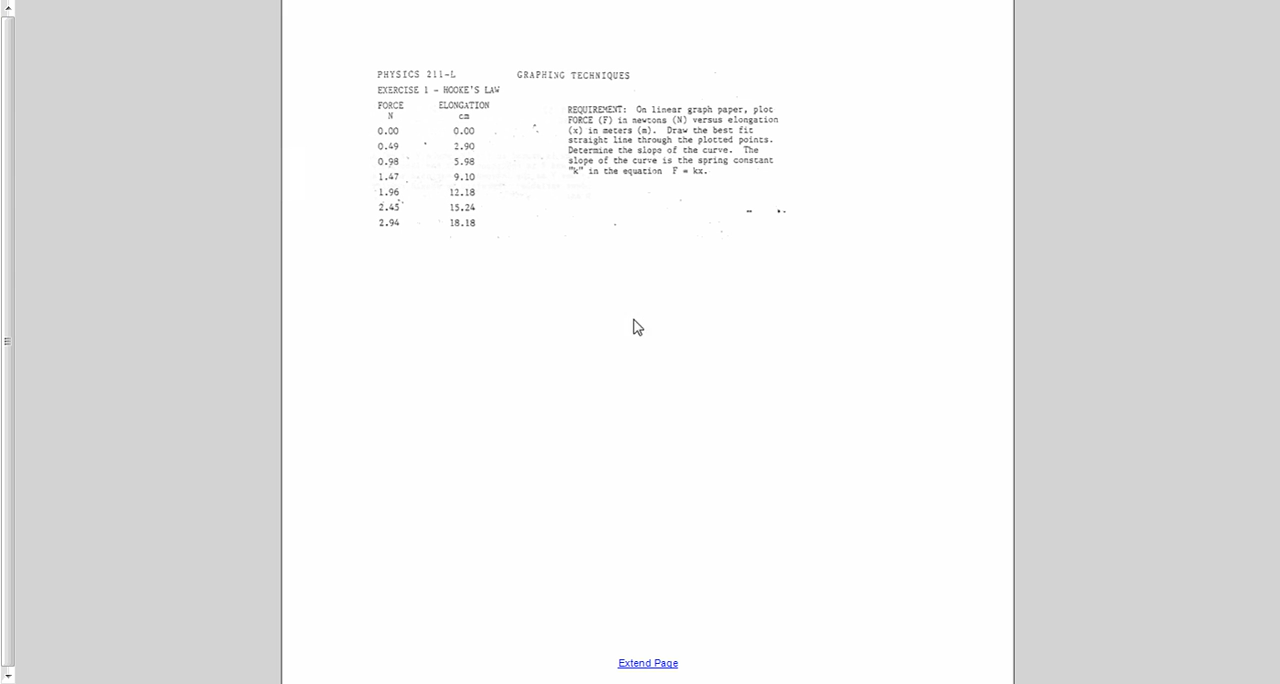 PHYSICS 211-L GRAPHING TECHNIQUES
EXERCISE 1 - HOOKE'S LAW
FORCE ELONGATION
N cm
0.00 0.00
0.49 2.90
0.98 5.98
1.47 9.10
1.96 12.18
2.45 15.24
2.94 18.18
REQUIREMENT: On linear graph paper, plot
FORCE (F) in newtons (N) versus elongation
(x) in meters (m). Draw the best fit
straight line through the plotted points.
Determine the slope of the curve. The
slope of the curve is the spring constant
"k" in the equation F = kx.
Extend Page